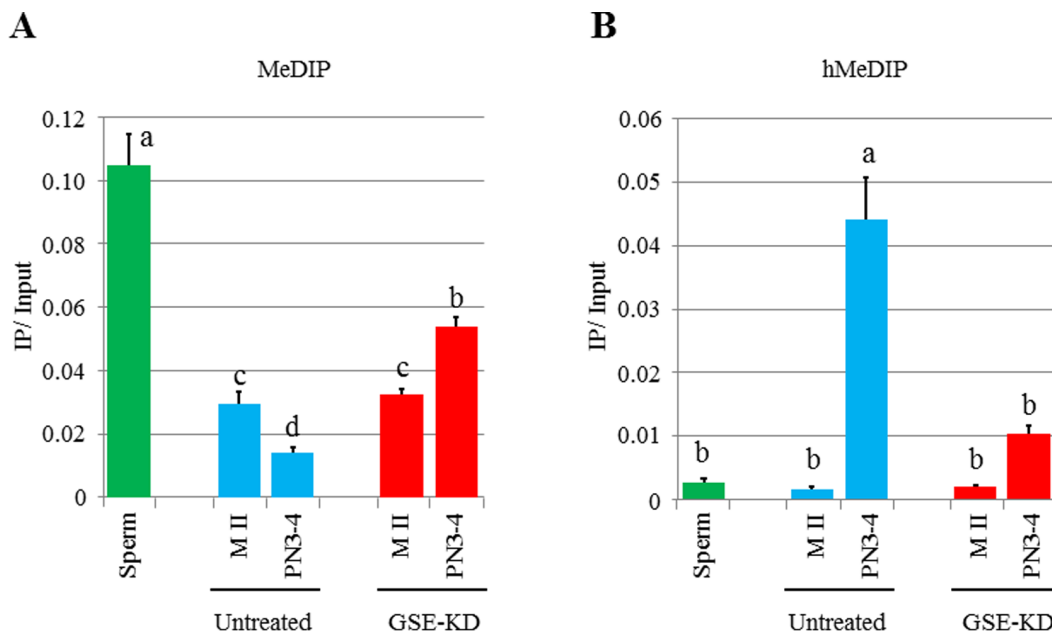 A
MeDIP
IP/ Input
0.12
0.10
0.08
0.06
0.04
0.02
0
a
c
d
c
b
Sperm
M II
PN3-4
M II
PN3-4
Untreated
GSE-KD
B
hMeDIP
IP/ Input
0.06
0.05
0.04
0.03
0.02
0.01
0
b
b
a
b
b
Sperm
M II
PN3-4
M II
PN3-4
Untreated
GSE-KD